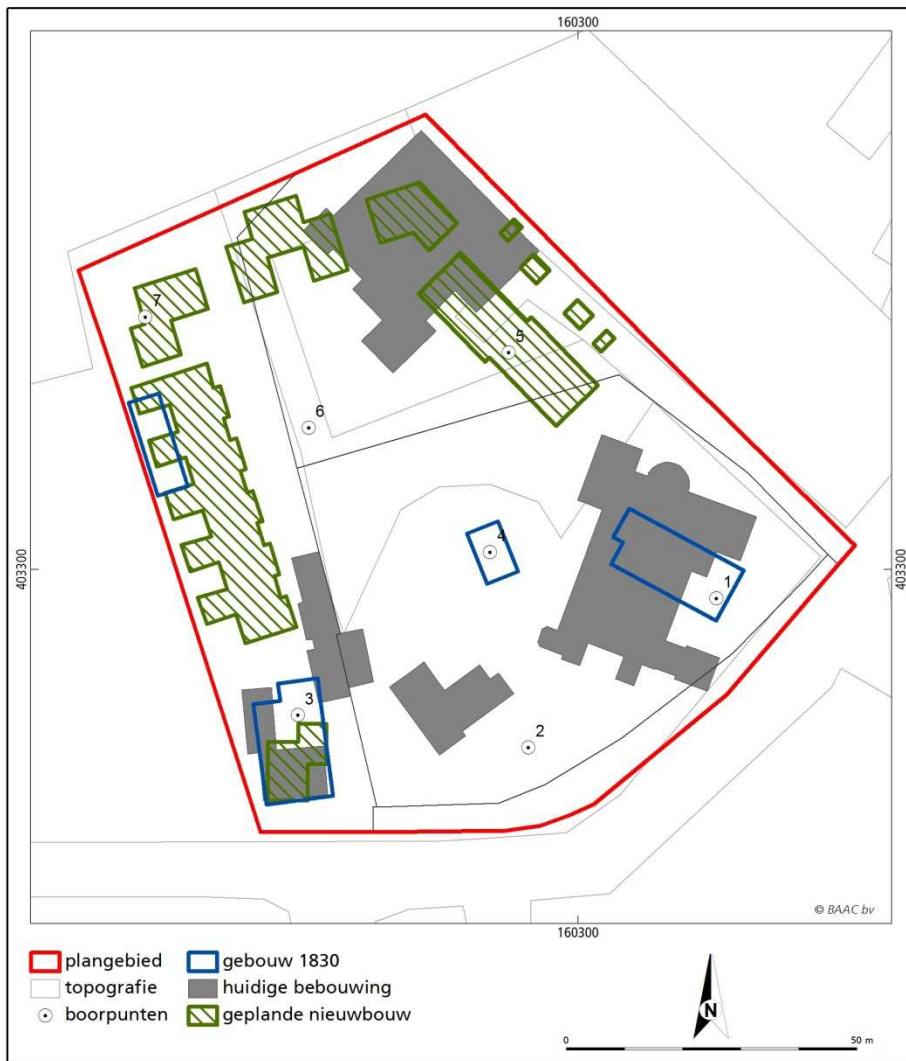 160300
7
5
6
4
403300
403300
1
3
2
© BAAC bv
160300
plangebied
gebouw 1830
topografie
huidige bebouwing
boorpunten
geplande nieuwbouw
N
0
50 m